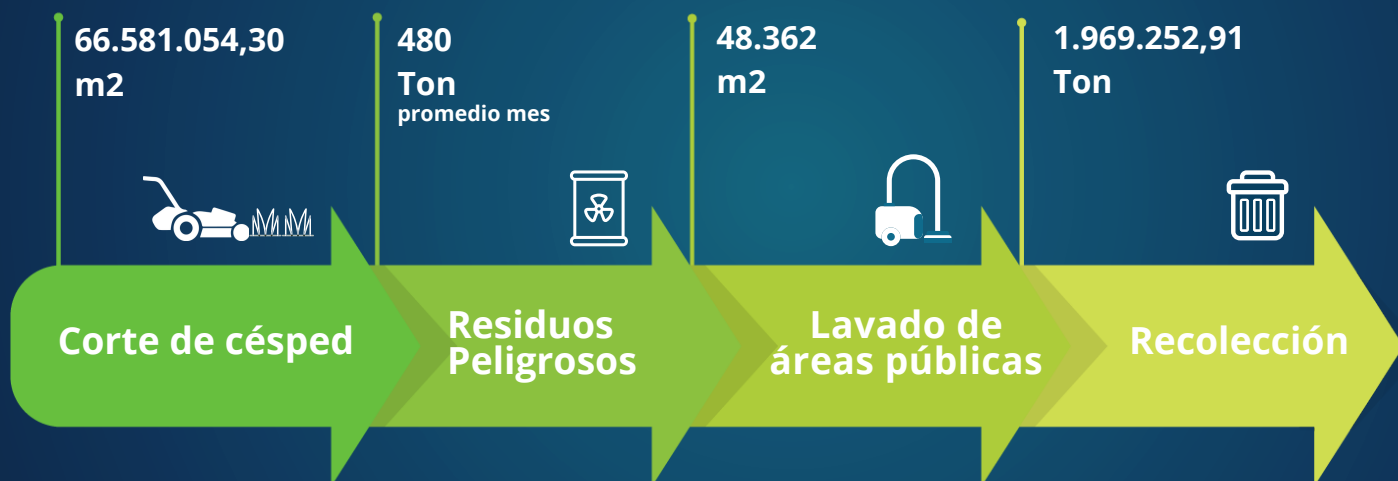 66.581.054,30
m2
480
Ton
promedio mes
48.362
m2
1.969.252,91
Ton
Corte de césped
Residuos
Peligrosos
Lavado de
áreas públicas
Recolección